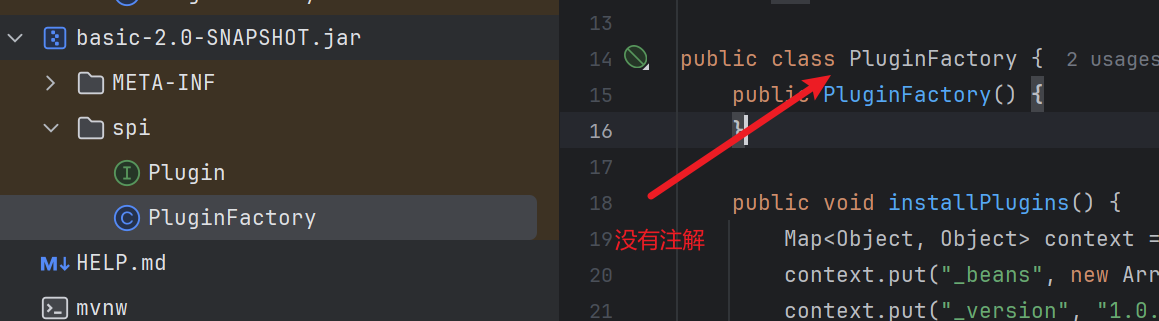 basic-2.0-SNAPSHOT.jar
META-INF
spi
I Plugin
C PluginFactory
M↓ HELP.md
mvnw
13
14 public class PluginFactory { 2 usages
15 public PluginFactory() {
16 }
17
18 public void installPlugins() {
19 没有注解 Map<Object, Object> context =
20 context.put("_beans", new Arr
21 context.put("_version", "1.0.